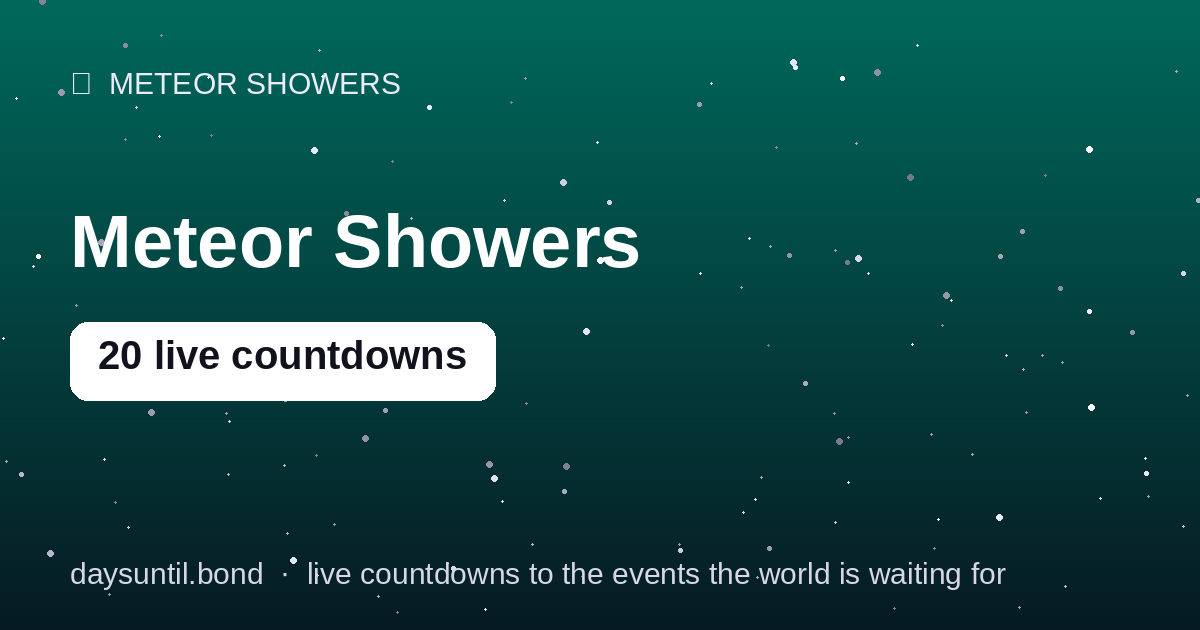 METEOR SHOWERS
Meteor Showers
20 live countdowns
daysuntil.bond · live countdowns to the events the world is waiting for